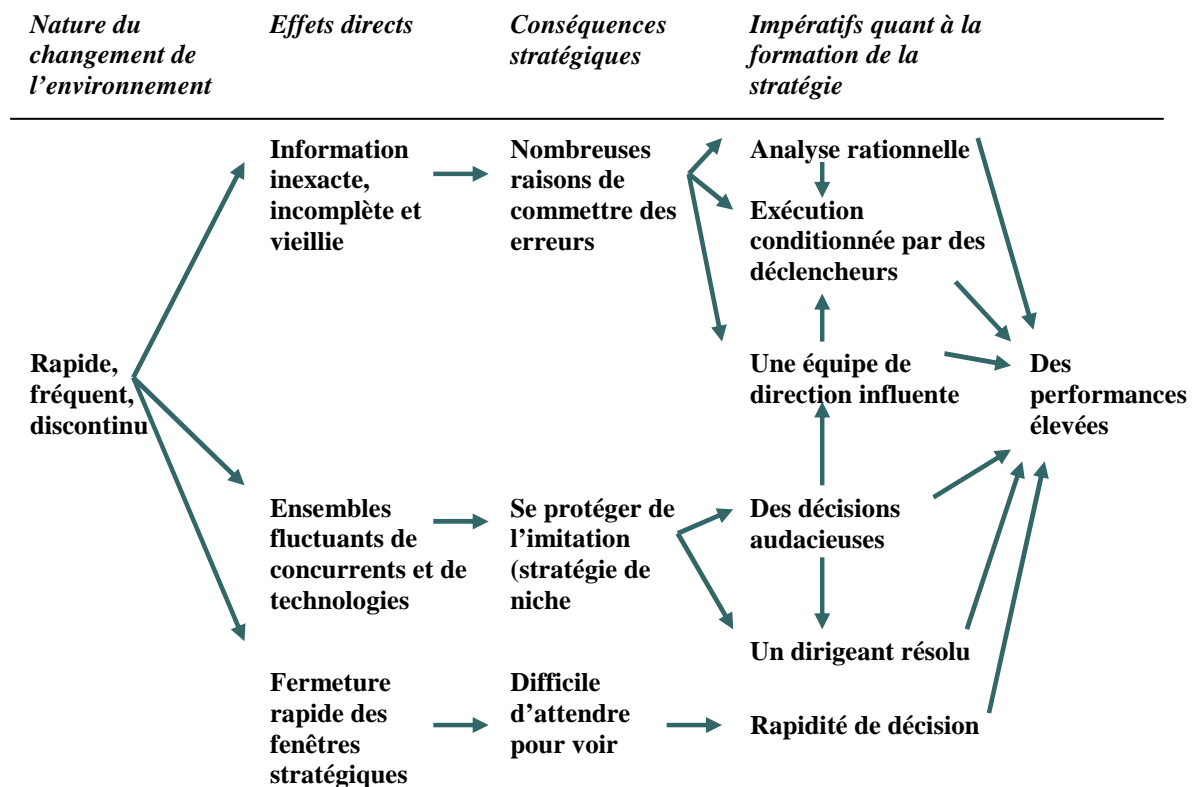 Nature du
changement de
l'environnement
Effets directs
Conséquences
stratégiques
Impératifs quant à la
formation de la
stratégie
Rapide,
fréquent,
discontinu
Information
inexacte,
incomplète et
vieillie
Nombreuses
raisons de
commettre des
erreurs
Analyse rationnelle
Exécution
conditionnée par des
déclencheurs
Une équipe de
direction influente
Des
performances
élevées
Ensembles
fluctuants de
concurrents et de
technologies
Se protéger de
l'imitation
(stratégie de
niche
Des décisions
audacieuses
Un dirigeant résolu
Fermeture
rapide des
fenêtres
stratégiques
Difficile
d'attendre
pour voir
Rapidité de décision